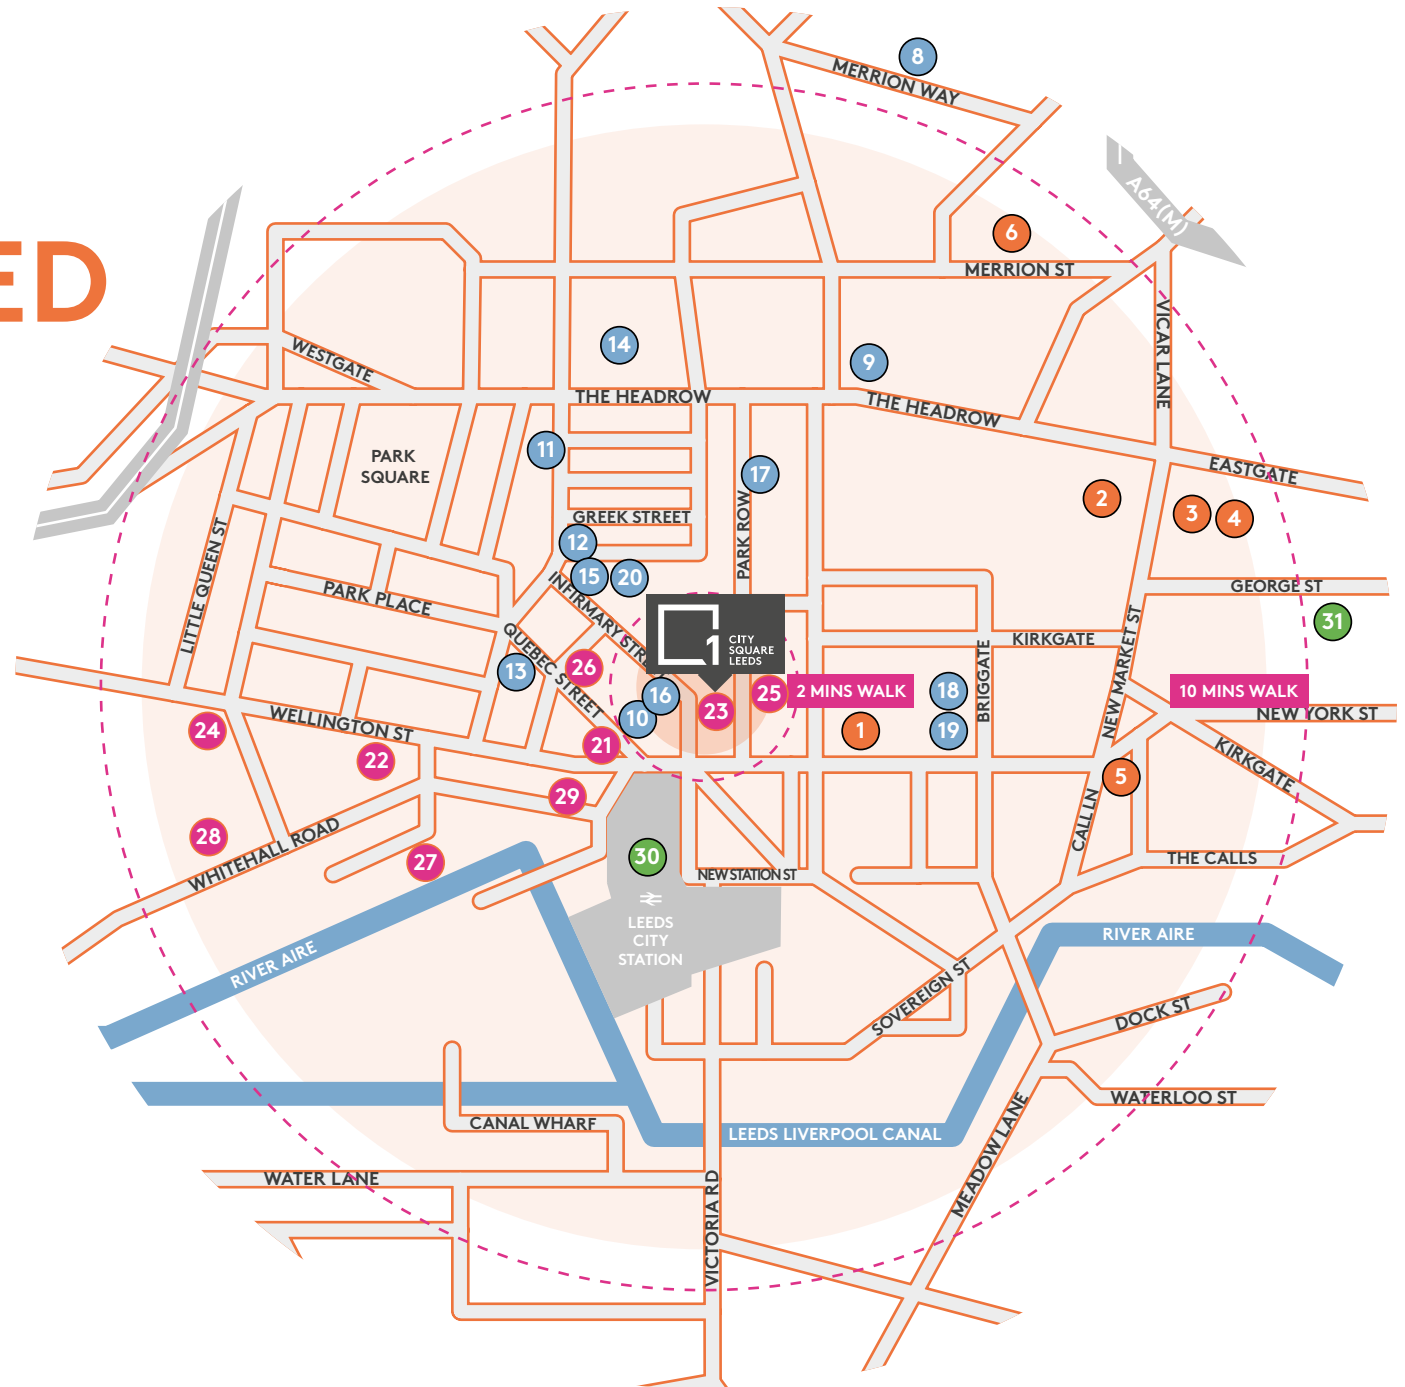 ED
8
MERRION WAY
A64(M)
6
MERRION ST
VICAR LANE
14
9
WESTGATE
THE HEADROW
THE HEADROW
PARK
SQUARE
11
17
EASTGATE
2
3
4
GREEK STREET
PARK ROW
12
15
20
LITTLE QUEEN ST
PARK PLACE
INFIRMARY STRE
GEORGE ST
31
1
CITY
SQUARE
LEEDS
KIRKGATE
NEW MARKET ST
BRIGGATE
QUEBEC STREET
13
26
16
10
23
25
2 MINS WALK
18
19
1
10 MINS WALK
NEW YORK ST
KIRKGATE
24
WELLINGTON ST
22
21
29
5
CALL LN
28
WHITEHALL ROAD
27
30
NEW STATION ST
THE CALLS
LEEDS
CITY
STATION
RIVER AIRE
RIVER AIRE
SOVEREIGN ST
DOCK ST
WATERLOO ST
CANAL WHARF
LEEDS LIVERPOOL CANAL
MEADOW LANE
WATER LANE
VICTORIA RD